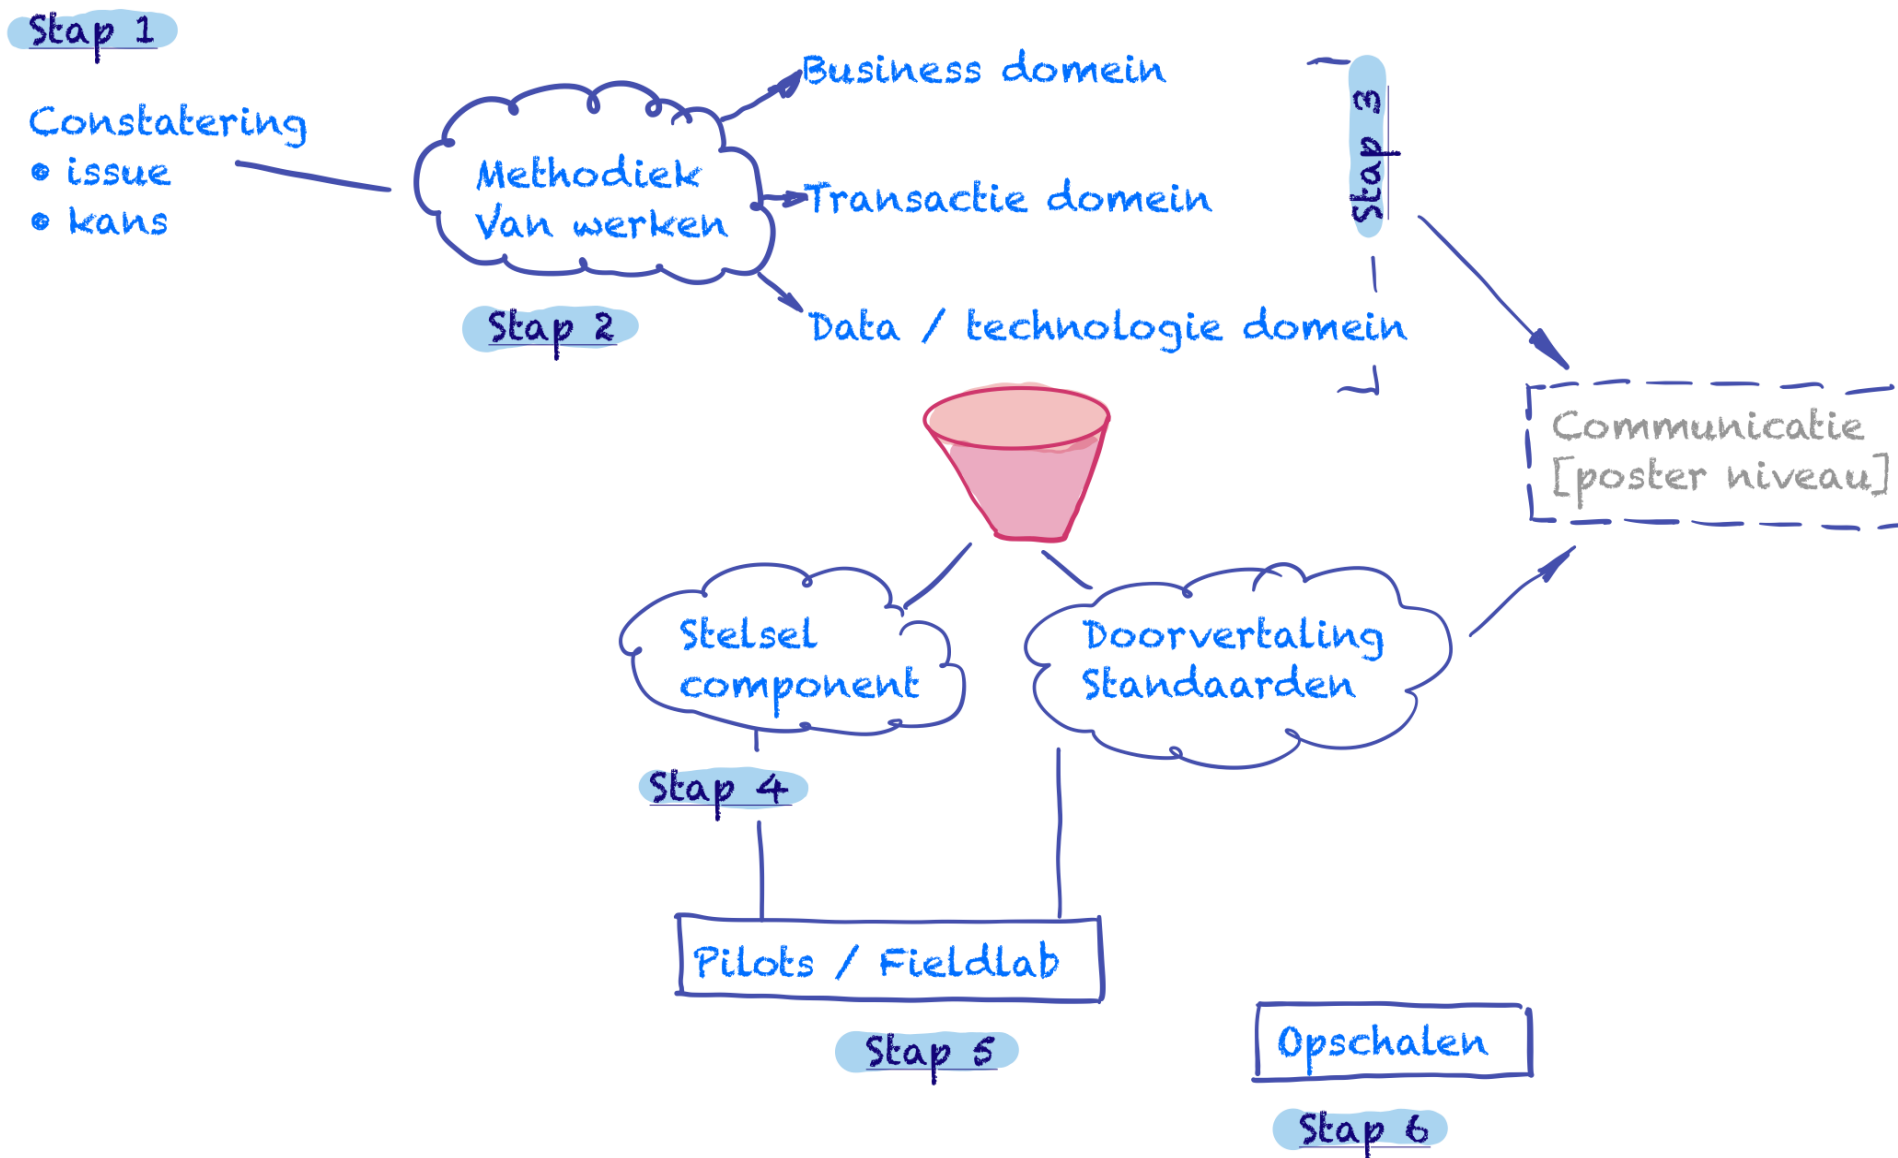 Stap 1
Constatering
• issue
• kans
Methodiek
Van werken
Stap 2
Business domein
Transactie domein
Data / technologie domein
Stap 3
Communicatie
[poster niveau]
Stelsel
component
Doorvertaling
Standaarden
Stap 4
Pilots / Fieldlab
Stap 5
Opschalen
Stap 6